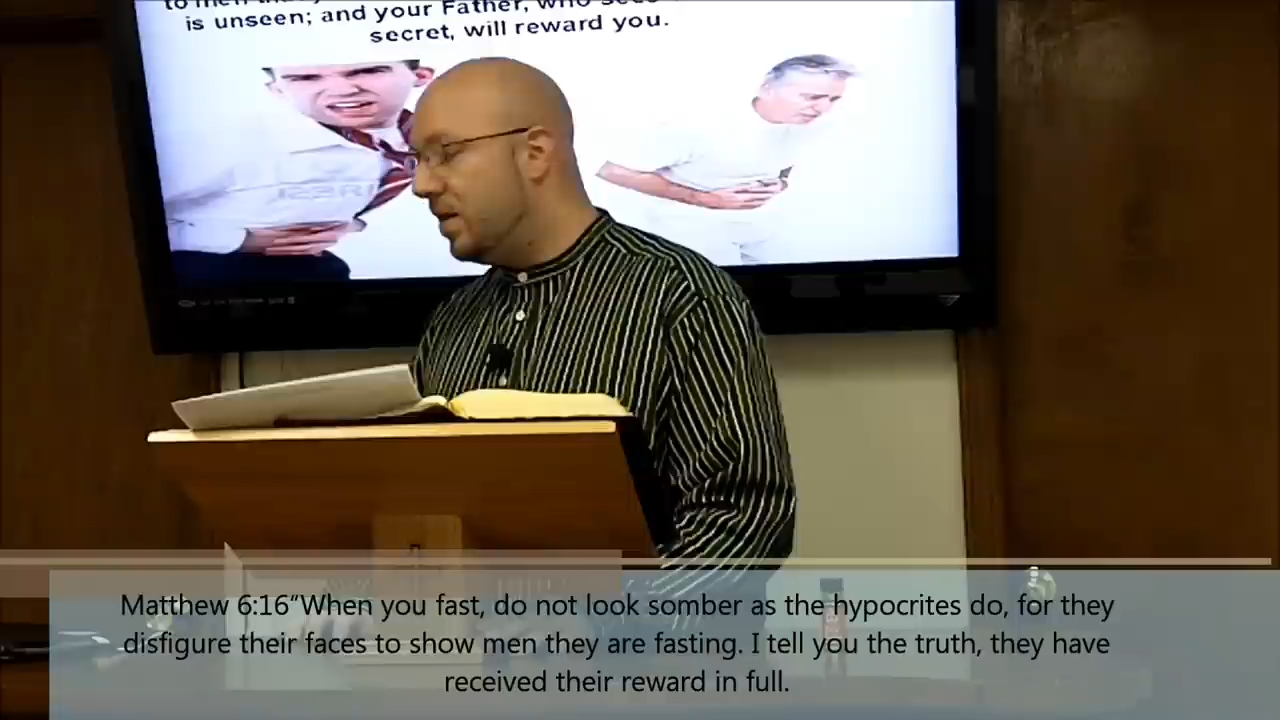 is unseen; and your Father, who sees
secret, will reward you.
Matthew 6:16“When you fast, do not look somber as the hypocrites do, for they
disfigure their faces to show men they are fasting. I tell you the truth, they have
received their reward in full.